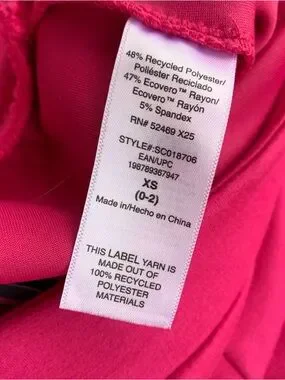 48% Recycled Polyester/
Poliéster Reciclado
47% Ecovero™ Rayon/
Ecovero™ Rayón
5% Spandex
RN# 52469 X25
STYLE#:SC018706
EAN/UPC
198789367947
XS
(0-2)
Made in/Hecho en China
THIS LABEL YARN IS
MADE OUT OF
100% RECYCLED
POLYESTER
MATERIALS